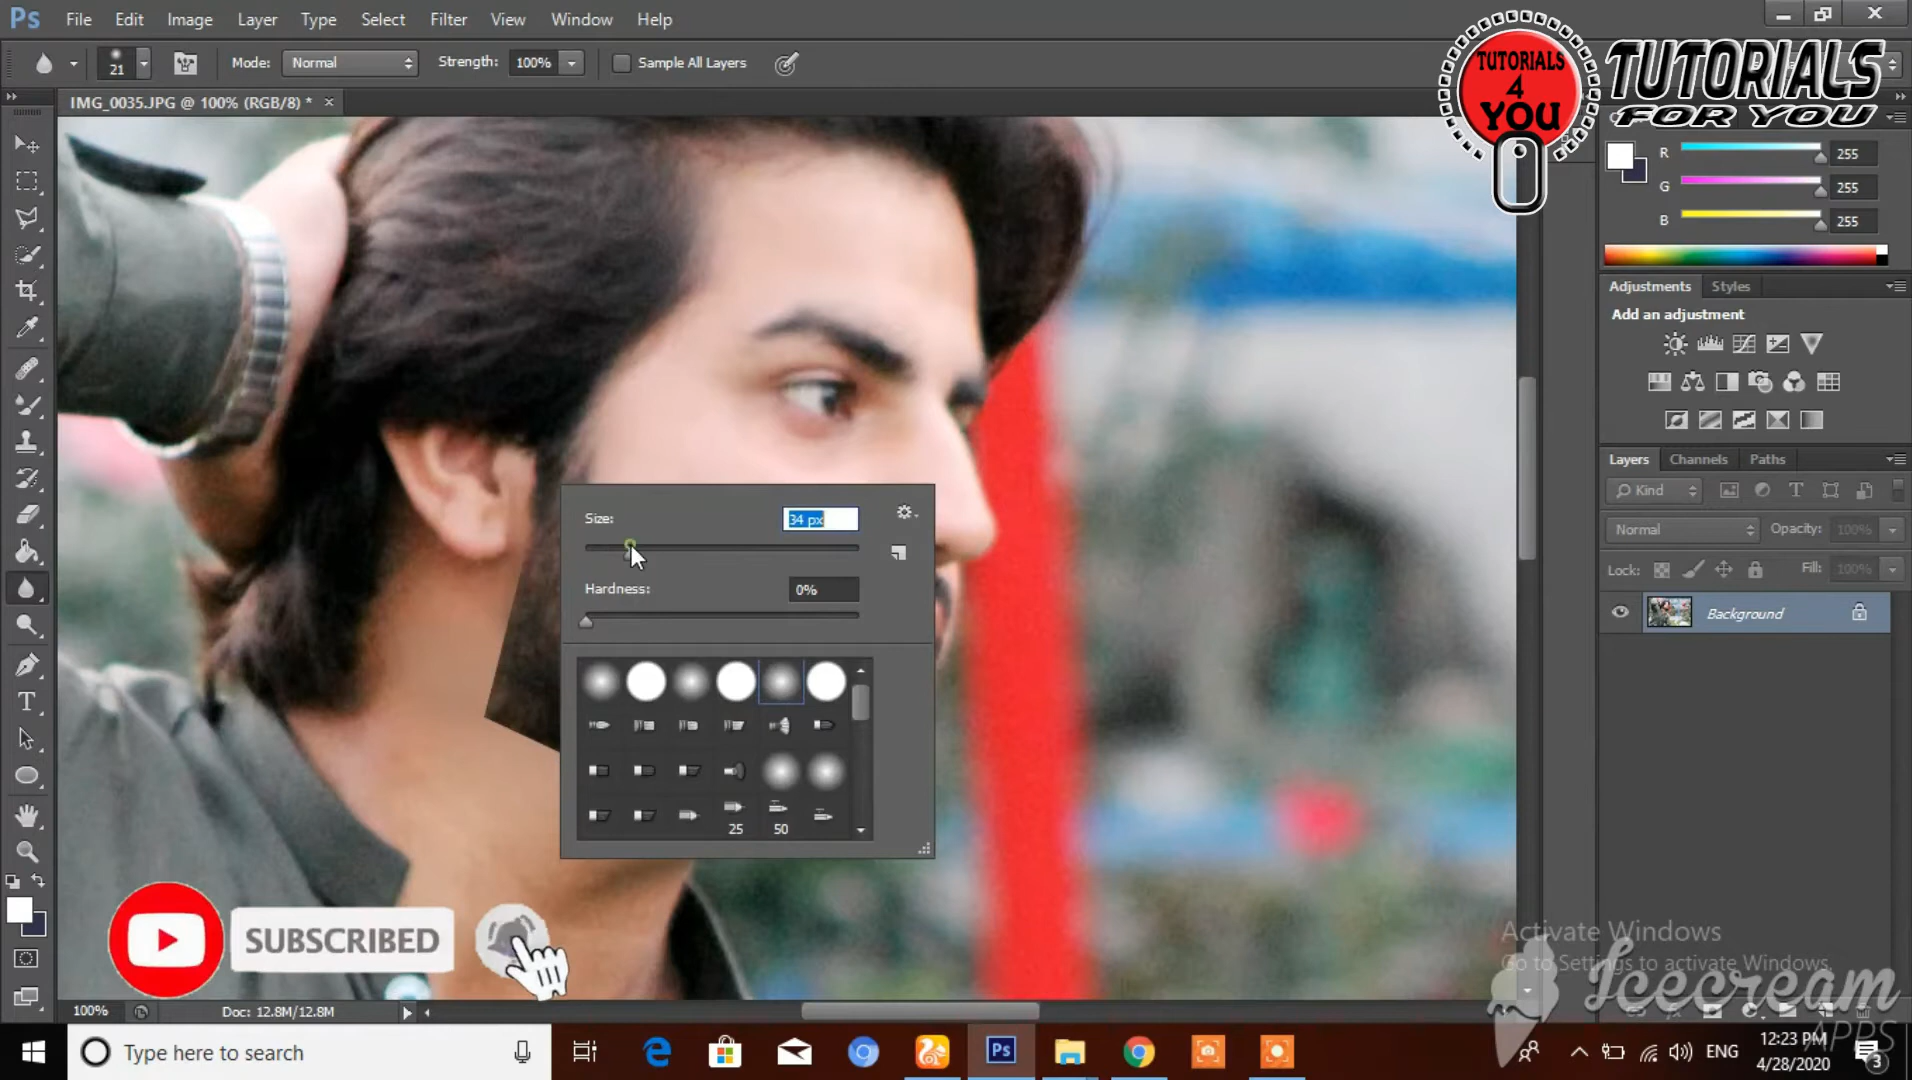 Ps File Edit Image Layer Type Select Filter View Window Help
21 Mode: Normal Strength: 100% Sample All Layers
TUTORIALS
4
YOU
TUTORIALS
FOR YOU
IMG_0035.JPG @ 100% (RGB/8) * ×
R 255
G 255
B 255
Adjustments Styles
Add an adjustment
Layers Channels Paths
Kind
Normal Opacity: 100%
Lock: Fill: 100%
Background
Size: 34 px
Hardness: 0%
25 50
SUBSCRIBED
Activate Windows
Go to Settings to activate Windows.
Icecream
APPS
100% Doc: 12.8M/12.8M
Type here to search
Ps
ENG
12:23 PM
4/28/2020
3